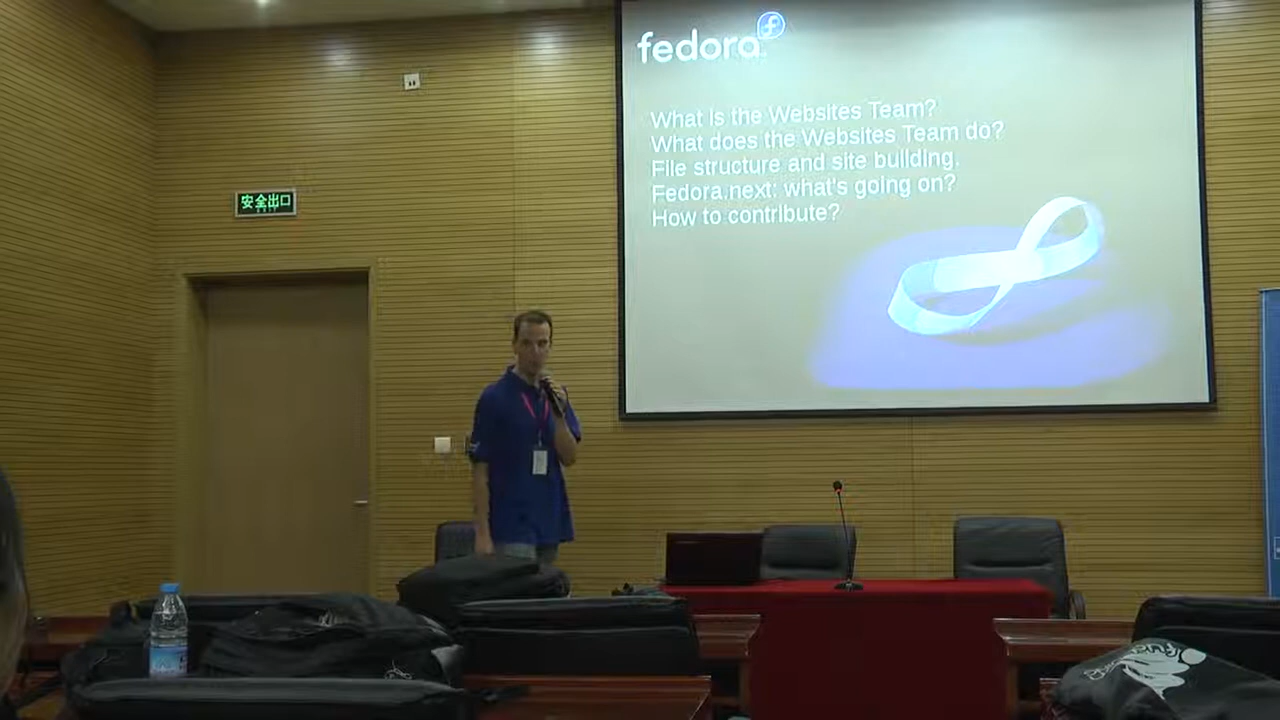 fedora
What is the Websites Team?
What does the Websites Team do?
File structure and site building.
Fedora.next: what's going on?
How to contribute?
安全出口